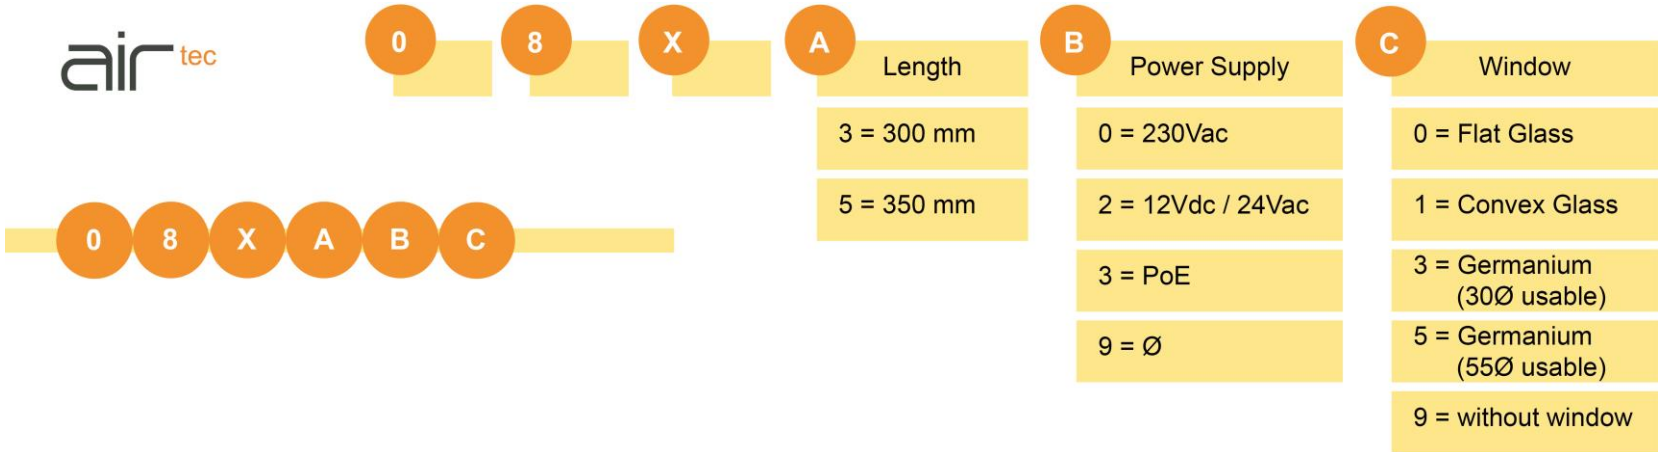 air tec
0 8 X A B C
Length Power Supply Window
3 = 300 mm 0 = 230Vac 0 = Flat Glass
5 = 350 mm 2 = 12Vdc / 24Vac 1 = Convex Glass
0 8 X A B C
3 = PoE 3 = Germanium
(30Ø usable)
9 = Ø 5 = Germanium
(55Ø usable)
9 = without window